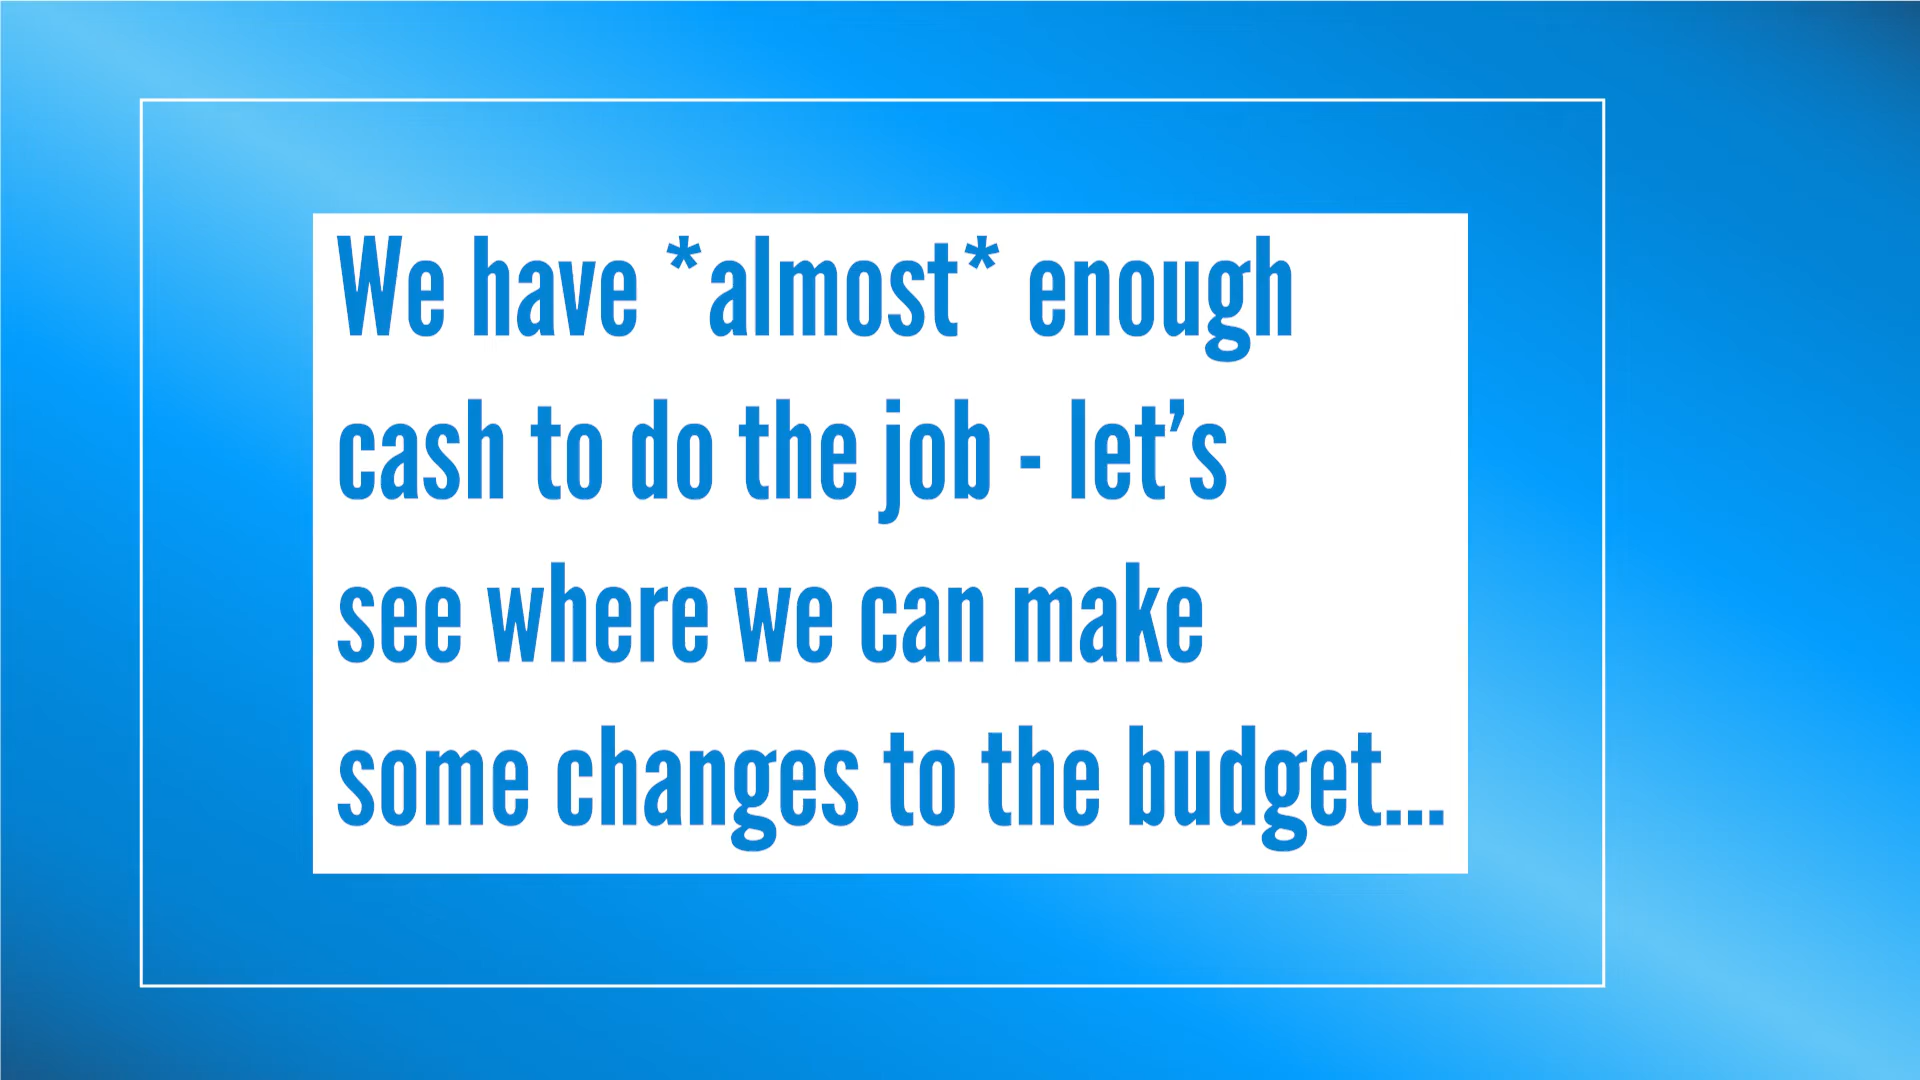 We have *almost* enough
cash to do the job - let’s
see where we can make
some changes to the budget...